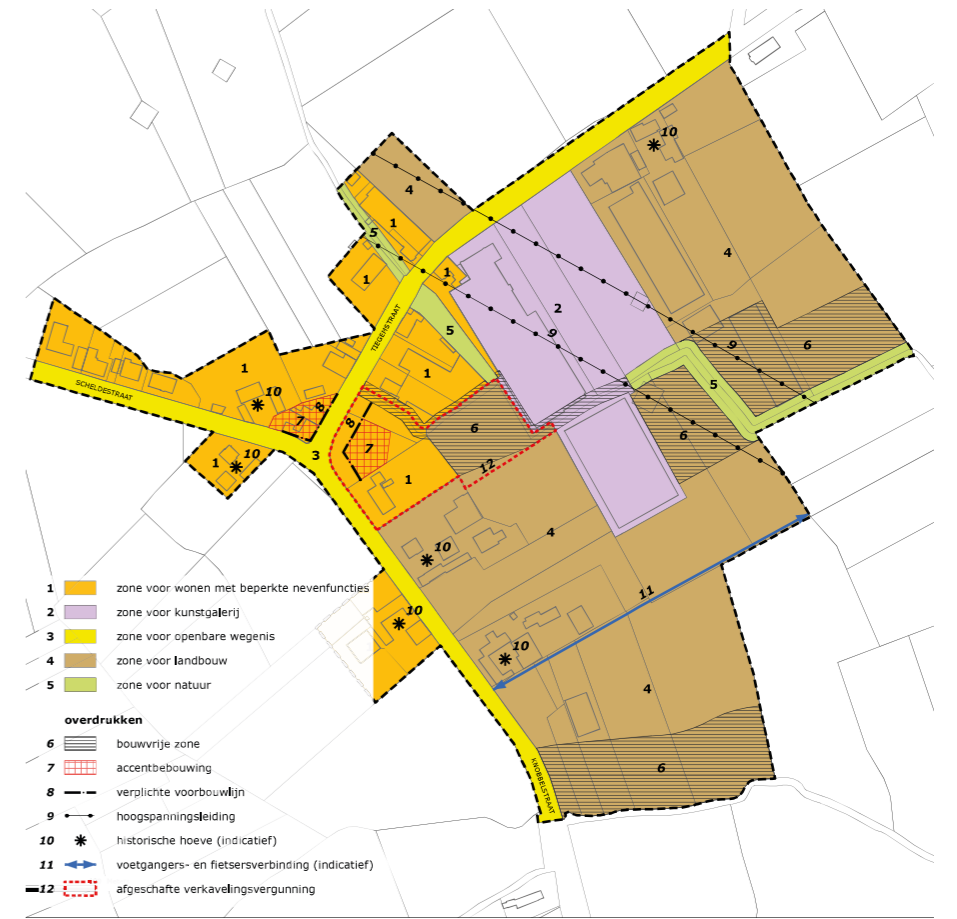 10
4
1
5
4
1
1
2
TIEGEMSTRAAT
5
9
9
6
1
1
5
SCHELDESTRAAT
10
8
7
8
6
6
7
3
10
1
12
1
10
4
11
10
10
4
6
KNOBBELSTRAAT
1 zone voor wonen met beperkte nevenfuncties
2 zone voor kunstgalerij
3 zone voor openbare wegenis
4 zone voor landbouw
5 zone voor natuur
overdrukken
6 bouwvrije zone
7 accentbebouwing
8 verplichte voorbouwlijn
9 hoogspanningsleiding
10 historische hoeve (indicatief)
11 voetgangers- en fietsersverbinding (indicatief)
12 afgeschafte verkavelingsvergunning